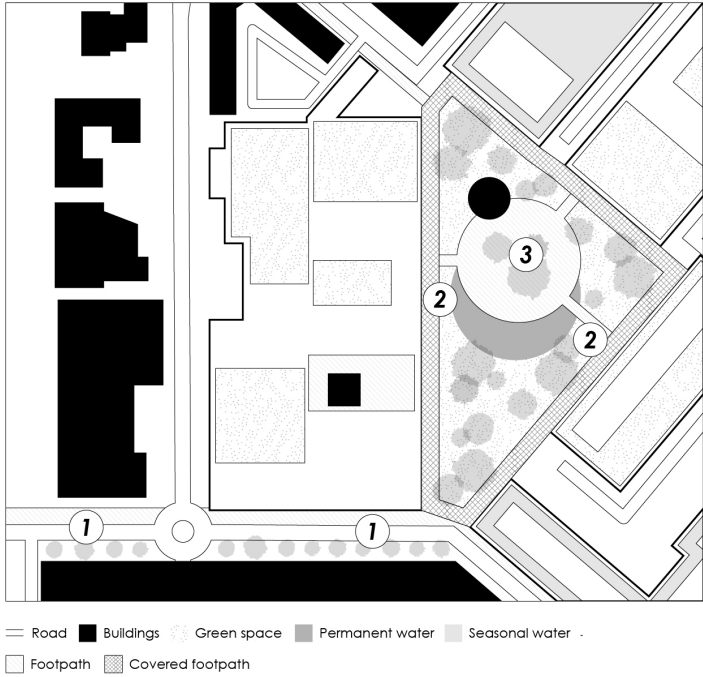 3
2
2
1
1
Road Buildings Green space Permanent water Seasonal water
Footpath Covered footpath